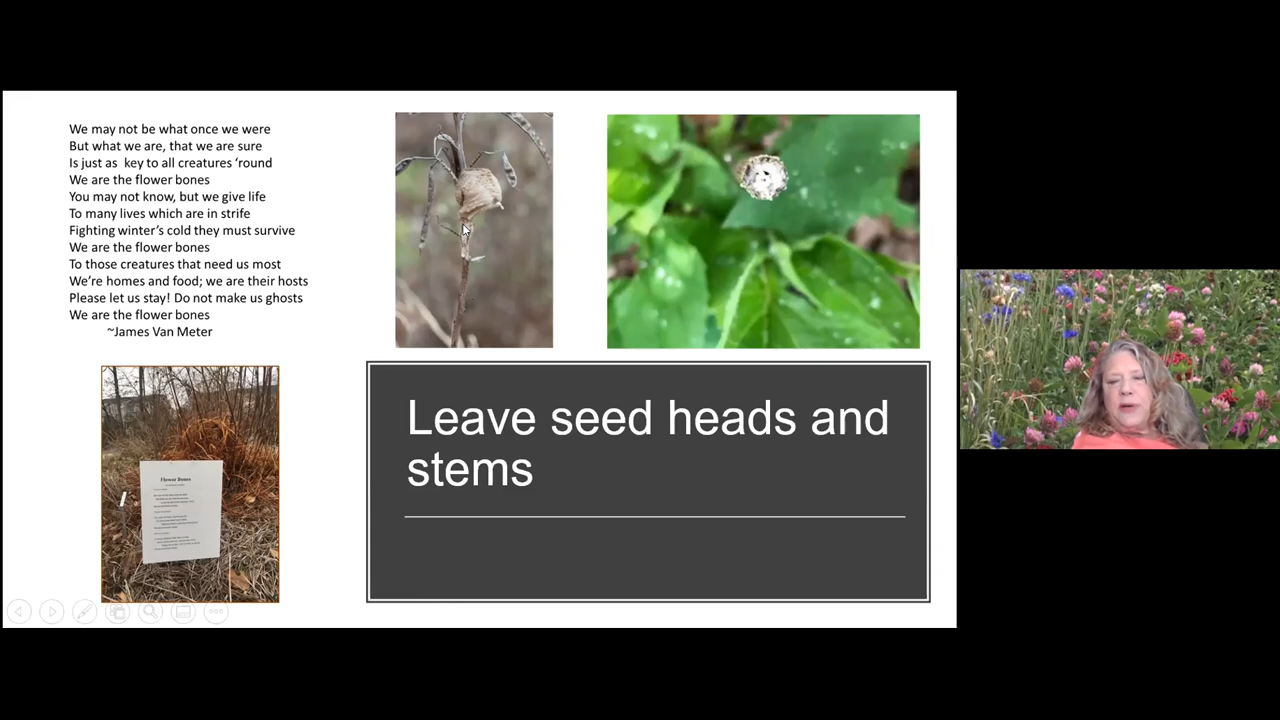 We may not be what once we were
But what we are, that we are sure
Is just as  key to all creatures ‘round
We are the flower bones
You may not know, but we give life
To many lives which are in strife
Fighting winter’s cold they must survive
We are the flower bones
To those creatures that need us most
We’re homes and food; we are their hosts
Please let us stay! Do not make us ghosts
We are the flower bones
~James Van Meter
Leave seed heads and
stems
Flower Bones